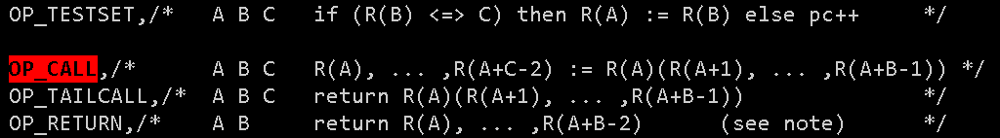 OP_TESTSET,/*   A B C   if (R(B) <=> C) then R(A) := R(B) else pc++     */
OP_CALL,/*      A B C   R(A), ... ,R(A+C-2) := R(A)(R(A+1), ... ,R(A+B-1)) */
OP_TAILCALL,/*  A B C   return R(A)(R(A+1), ... ,R(A+B-1))              */
OP_RETURN,/*    A B     return R(A), ... ,R(A+B-2)      (see note)      */